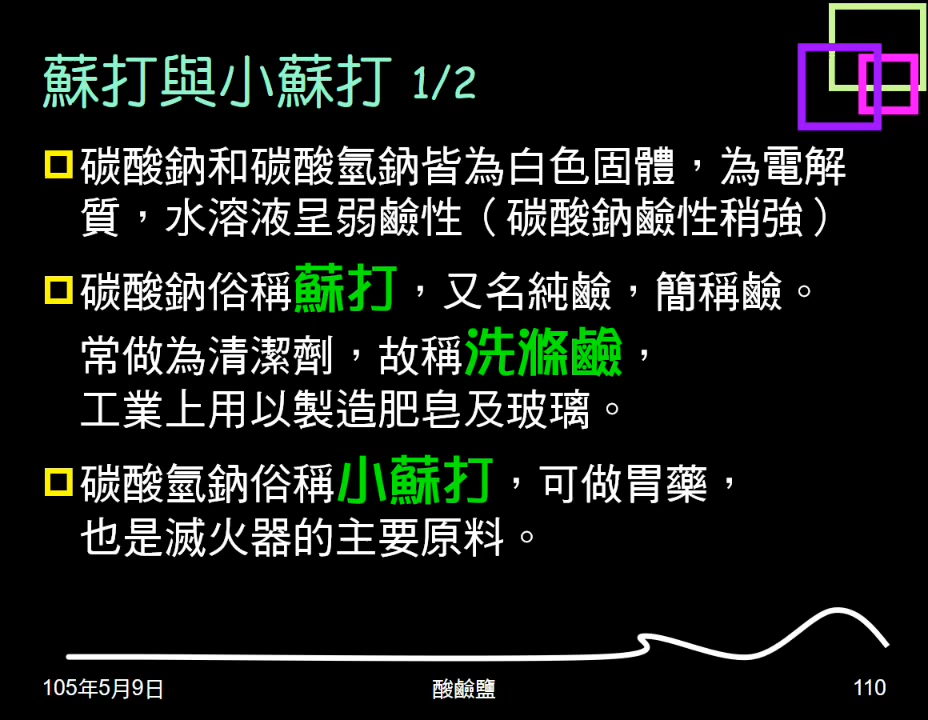 蘇打與小蘇打 1/2
碳酸鈉和碳酸氫鈉皆為白色固體，為電解
質，水溶液呈弱鹼性（碳酸鈉鹼性稍強）
碳酸鈉俗稱蘇打，又名純鹼，簡稱鹼。
常做為清潔劑，故稱洗滌鹼，
工業上用以製造肥皂及玻璃。
碳酸氫鈉俗稱小蘇打，可做胃藥，
也是滅火器的主要原料。
105年5月9日
酸鹼鹽
110